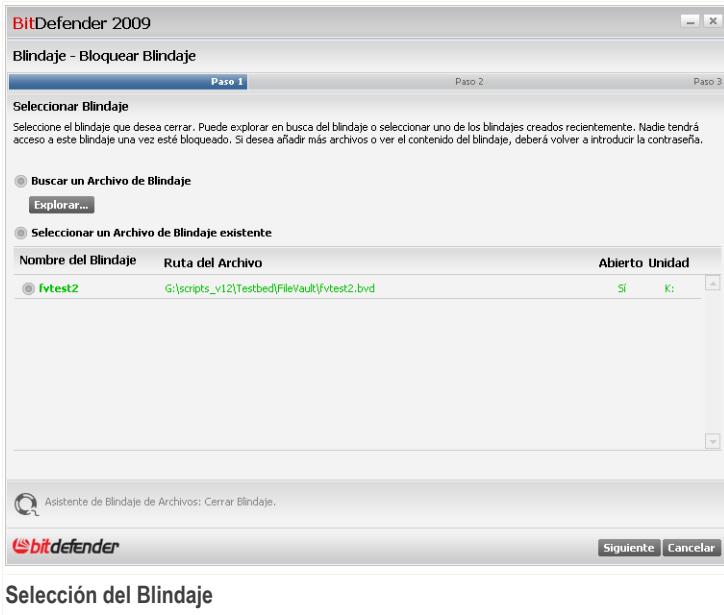 BitDefender 2009
Blindaje - Bloquear Blindaje
Paso 1 Paso 2 Paso 3
Seleccionar Blindaje
Seleccione el blindaje que desea cerrar. Puede explorar en busca del blindaje o seleccionar uno de los blindajes creados recientemente. Nadie tendrá
acceso a este blindaje una vez esté bloqueado. Si desea añadir más archivos o ver el contenido del blindaje, deberá volver a introducir la contraseña.
Buscar un Archivo de Blindaje
Explorar...
Seleccionar un Archivo de Blindaje existente
Nombre del Blindaje Ruta del Archivo Abierto Unidad
fvtest2 G:\scripts_v12\Testbed\FileVault\fvtest2.bvd Sí K:
Asistente de Blindaje de Archivos: Cerrar Blindaje.
bitdefender
Siguiente Cancelar
Selección del Blindaje